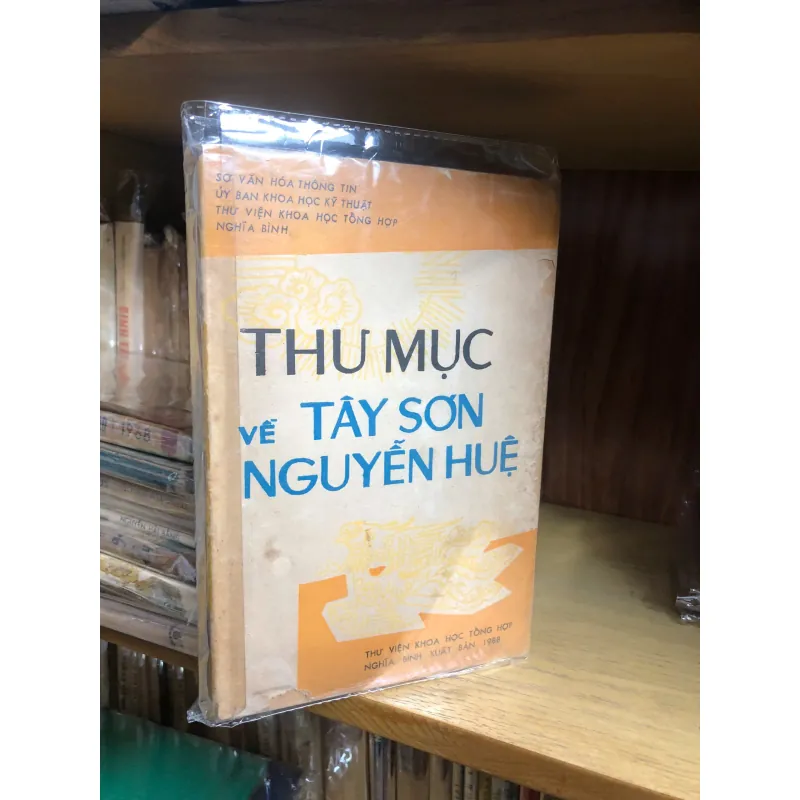 SỞ VĂN HÓA THÔNG TIN
ỦY BAN KHOA HỌC KỸ THUẬT
THƯ VIỆN KHOA HỌC TỔNG HỢP
NGHĨA BÌNH
THƯ MỤC
VỀ TÂY SƠN
NGUYỄN HUỆ
THƯ VIỆN KHOA HỌC TỔNG HỢP
NGHĨA BÌNH XUẤT BẢN 1988
1968